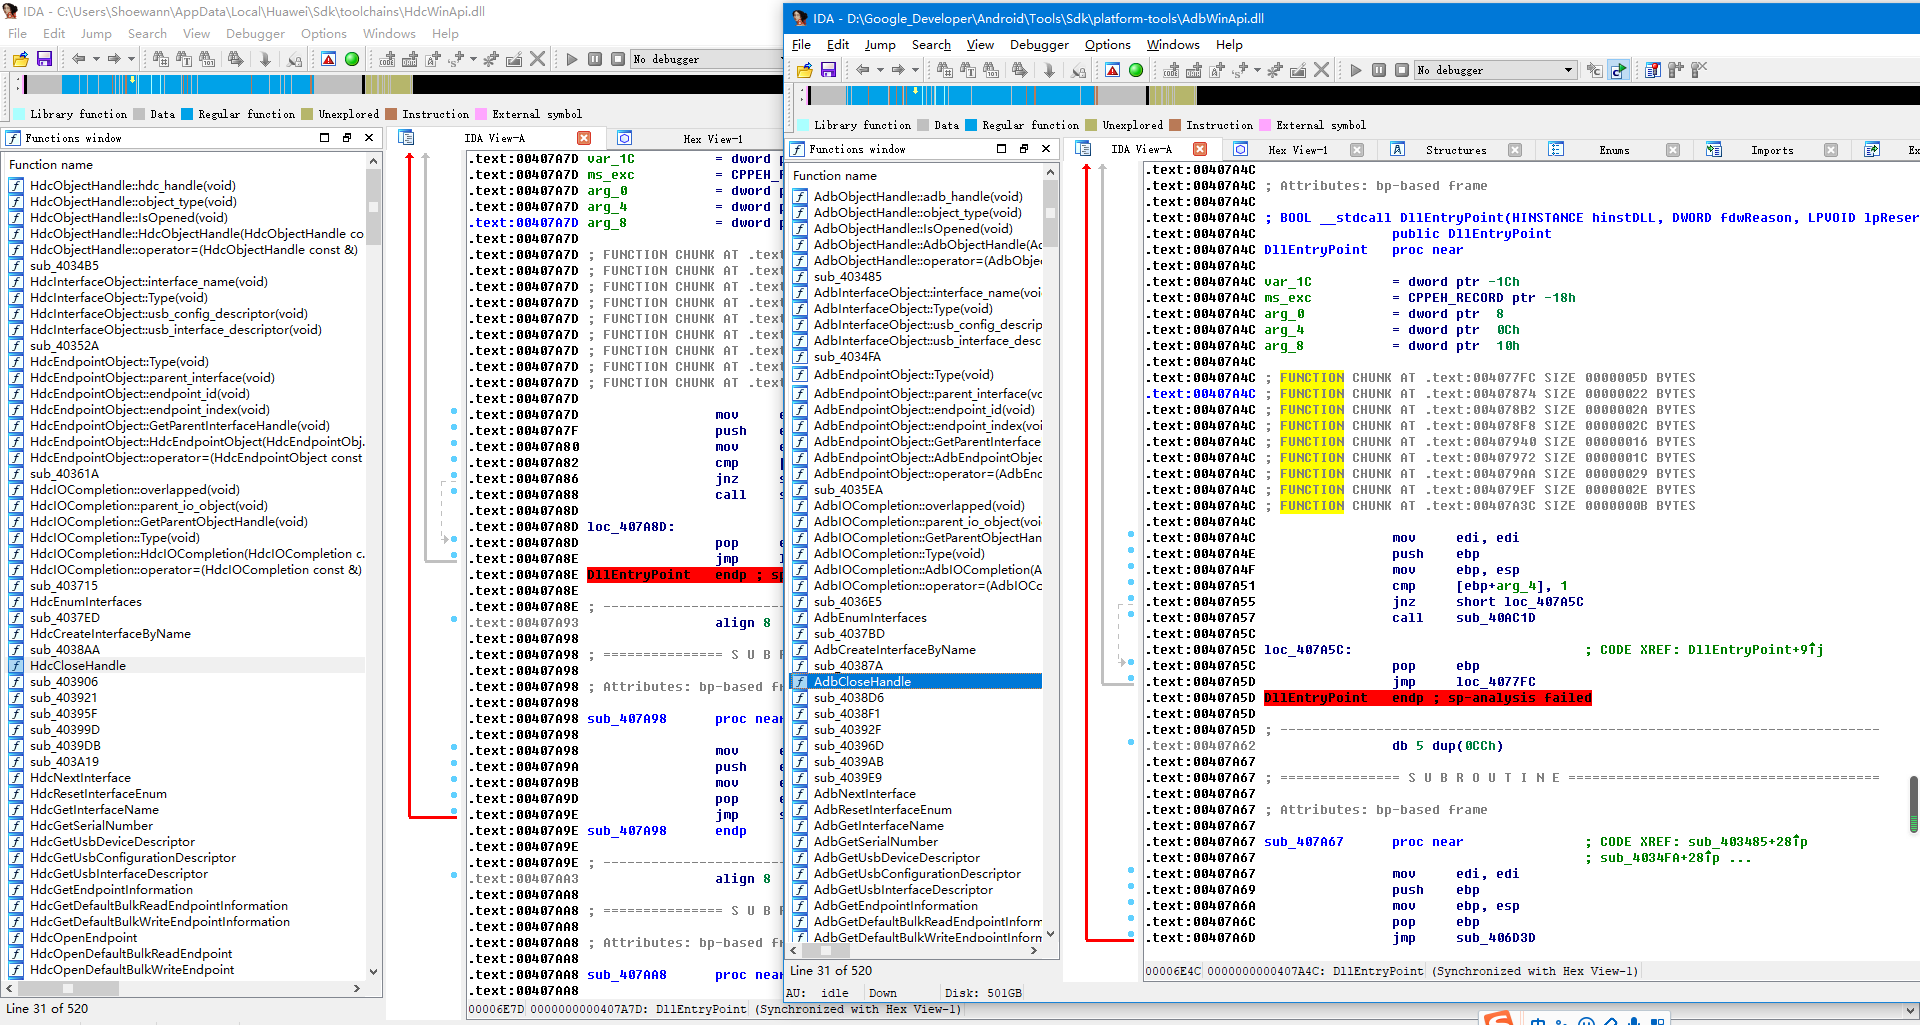 IDA - C:\Users\Shoewann\AppData\Local\Huawei\Sdk\toolchains\HdcWinApi.dll
File Edit Jump Search View Debugger Options Windows Help
No debugger
Library function Data Regular function Unexplored Instruction External symbol
Functions window
IDA View-A
Hex View-1
Function name
HdcObjectHandle::hdc_handle(void)
HdcObjectHandle::object_type(void)
HdcObjectHandle::IsOpened(void)
HdcObjectHandle::HdcObjectHandle(HdcObjectHandle co
HdcObjectHandle::operator=(HdcObjectHandle const &)
sub_4034B5
HdcInterfaceObject::interface_name(void)
HdcInterfaceObject::Type(void)
HdcInterfaceObject::usb_config_descriptor(void)
HdcInterfaceObject::usb_interface_descriptor(void)
sub_40352A
HdcEndpointObject::Type(void)
HdcEndpointObject::parent_interface(void)
HdcEndpointObject::endpoint_id(void)
HdcEndpointObject::endpoint_index(void)
HdcEndpointObject::GetParentInterfaceHandle(void)
HdcEndpointObject::HdcEndpointObject(HdcEndpointObj.
HdcEndpointObject::operator=(HdcEndpointObject const
sub_40361A
HdcIOCompletion::overlapped(void)
HdcIOCompletion::parent_io_object(void)
HdcIOCompletion::GetParentObjectHandle(void)
HdcIOCompletion::Type(void)
HdcIOCompletion::HdcIOCompletion(HdcIOCompletion c.
HdcIOCompletion::operator=(HdcIOCompletion const &)
sub_403715
HdcEnumInterfaces
sub_4037ED
HdcCreateInterfaceByName
sub_4038AA
HdcCloseHandle
sub_403906
sub_403921
sub_40395F
sub_40399D
sub_4039DB
sub_403A19
HdcNextInterface
HdcResetInterfaceEnum
HdcGetInterfaceName
HdcGetSerialNumber
HdcGetUsbDeviceDescriptor
HdcGetUsbConfigurationDescriptor
HdcGetUsbInterfaceDescriptor
HdcGetEndpointInformation
HdcGetDefaultBulkReadEndpointInformation
HdcGetDefaultBulkWriteEndpointInformation
HdcOpenEndpoint
HdcOpenDefaultBulkReadEndpoint
HdcOpenDefaultBulkWriteEndpoint
Line 31 of 520
.text:00407A7D var_1C = dword p
.text:00407A7D ms_exc = CPPEH_R
.text:00407A7D arg_0 = dword p
.text:00407A7D arg_4 = dword p
.text:00407A7D arg_8 = dword p
.text:00407A7D
.text:00407A7D ; FUNCTION CHUNK AT .text
.text:00407A7D ; FUNCTION CHUNK AT .text
.text:00407A7D ; FUNCTION CHUNK AT .text
.text:00407A7D ; FUNCTION CHUNK AT .text
.text:00407A7D ; FUNCTION CHUNK AT .text
.text:00407A7D ; FUNCTION CHUNK AT .text
.text:00407A7D ; FUNCTION CHUNK AT .text
.text:00407A7D ; FUNCTION CHUNK AT .text
.text:00407A7D ; FUNCTION CHUNK AT .text
.text:00407A7D
.text:00407A7D mov e
.text:00407A7F push e
.text:00407A80 mov e
.text:00407A82 cmp [
.text:00407A86 jnz s
.text:00407A88 call s
.text:00407A8D
.text:00407A8D loc_407A8D:
.text:00407A8D pop e
.text:00407A8E jmp l
.text:00407A8E DllEntryPoint endp ; sp
.text:00407A8E
.text:00407A8E ; ----------------------
.text:00407A93 align 8
.text:00407A98
.text:00407A98 ; =============== S U B R
.text:00407A98
.text:00407A98 ; Attributes: bp-based fr
.text:00407A98
.text:00407A98 sub_407A98 proc near
.text:00407A98
.text:00407A98 mov e
.text:00407A9A push e
.text:00407A9B mov e
.text:00407A9D pop e
.text:00407A9E jmp s
.text:00407A9E sub_407A98 endp
.text:00407A9E
.text:00407A9E ; ----------------------
.text:00407AA3 align 8
.text:00407AA8
.text:00407AA8 ; =============== S U B R
.text:00407AA8
.text:00407AA8 ; Attributes: bp-based fr
.text:00407AA8
.text:00407AA8 sub_407AA8 proc near
.text:00407AA8
00006E7D 0000000000407A7D: DllEntryPoint (Synchronized with Hex View-1)
IDA - D:\Google_Developer\Android\Tools\Sdk\platform-tools\AdbWinApi.dll
File Edit Jump Search View Debugger Options Windows Help
No debugger
Library function Data Regular function Unexplored Instruction External symbol
Functions window
IDA View-A
Hex View-1
Structures
Enums
Imports
Ex
Function name
AdbObjectHandle::adb_handle(void)
AdbObjectHandle::object_type(void)
AdbObjectHandle::IsOpened(void)
AdbObjectHandle::AdbObjectHandle(Ac
AdbObjectHandle::operator=(AdbObje
sub_403485
AdbInterfaceObject::interface_name(voi
AdbInterfaceObject::Type(void)
AdbInterfaceObject::usb_config_descrip
AdbInterfaceObject::usb_interface_desc
sub_4034FA
AdbEndpointObject::Type(void)
AdbEndpointObject::parent_interface(vc
AdbEndpointObject::endpoint_id(void)
AdbEndpointObject::endpoint_index(voi
AdbEndpointObject::GetParentInterface
AdbEndpointObject::AdbEndpointObject
AdbEndpointObject::operator=(AdbEnc
sub_4035EA
AdbIOCompletion::overlapped(void)
AdbIOCompletion::parent_io_object(voi
AdbIOCompletion::GetParentObjectHan
AdbIOCompletion::Type(void)
AdbIOCompletion::AdbIOCompletion(A
AdbIOCompletion::operator=(AdbIOCc
sub_4036E5
AdbEnumInterfaces
sub_4037BD
AdbCreateInterfaceByName
sub_40387A
AdbCloseHandle
sub_4038D6
sub_4038F1
sub_40392F
sub_40396D
sub_4039AB
sub_4039E9
AdbNextInterface
AdbResetInterfaceEnum
AdbGetInterfaceName
AdbGetSerialNumber
AdbGetUsbDeviceDescriptor
AdbGetUsbConfigurationDescriptor
AdbGetUsbInterfaceDescriptor
AdbGetEndpointInformation
AdbGetDefaultBulkReadEndpointInform
AdbGetDefaultBulkWriteEndpointInform
Line 31 of 520
AU: idle Down Disk: 501GB
.text:00407A4C
.text:00407A4C ; Attributes: bp-based frame
.text:00407A4C
.text:00407A4C ; BOOL __stdcall DllEntryPoint(HINSTANCE hinstDLL, DWORD fdwReason, LPVOID lpReser
.text:00407A4C public DllEntryPoint
.text:00407A4C DllEntryPoint proc near
.text:00407A4C
.text:00407A4C var_1C = dword ptr -1Ch
.text:00407A4C ms_exc = CPPEH_RECORD ptr -18h
.text:00407A4C arg_0 = dword ptr 8
.text:00407A4C arg_4 = dword ptr 0Ch
.text:00407A4C arg_8 = dword ptr 10h
.text:00407A4C
.text:00407A4C ; FUNCTION CHUNK AT .text:004077FC SIZE 0000005D BYTES
.text:00407A4C ; FUNCTION CHUNK AT .text:00407874 SIZE 00000022 BYTES
.text:00407A4C ; FUNCTION CHUNK AT .text:004078B2 SIZE 0000002A BYTES
.text:00407A4C ; FUNCTION CHUNK AT .text:004078F8 SIZE 0000002C BYTES
.text:00407A4C ; FUNCTION CHUNK AT .text:00407940 SIZE 00000016 BYTES
.text:00407A4C ; FUNCTION CHUNK AT .text:00407972 SIZE 0000001C BYTES
.text:00407A4C ; FUNCTION CHUNK AT .text:004079AA SIZE 00000029 BYTES
.text:00407A4C ; FUNCTION CHUNK AT .text:004079EF SIZE 0000002E BYTES
.text:00407A4C ; FUNCTION CHUNK AT .text:00407A3C SIZE 0000000B BYTES
.text:00407A4C
.text:00407A4C mov edi, edi
.text:00407A4E push ebp
.text:00407A4F mov ebp, esp
.text:00407A51 cmp [ebp+arg_4], 1
.text:00407A55 jnz short loc_407A5C
.text:00407A57 call sub_40AC1D
.text:00407A5C
.text:00407A5C loc_407A5C: ; CODE XREF: DllEntryPoint+9↑j
.text:00407A5C pop ebp
.text:00407A5D jmp loc_4077FC
.text:00407A5D DllEntryPoint endp ; sp-analysis failed
.text:00407A5D
.text:00407A5D ; ---------------------------------------------------------------------------
.text:00407A62 db 5 dup(0CCh)
.text:00407A67
.text:00407A67 ; =============== S U B R O U T I N E =======================================
.text:00407A67
.text:00407A67 ; Attributes: bp-based frame
.text:00407A67
.text:00407A67 sub_407A67 proc near ; CODE XREF: sub_403485+28↑p
.text:00407A67 ; sub_4034FA+28↑p ...
.text:00407A67 mov edi, edi
.text:00407A69 push ebp
.text:00407A6A mov ebp, esp
.text:00407A6C pop ebp
.text:00407A6D jmp sub_406D3D
00006E4C 0000000000407A4C: DllEntryPoint (Synchronized with Hex View-1)